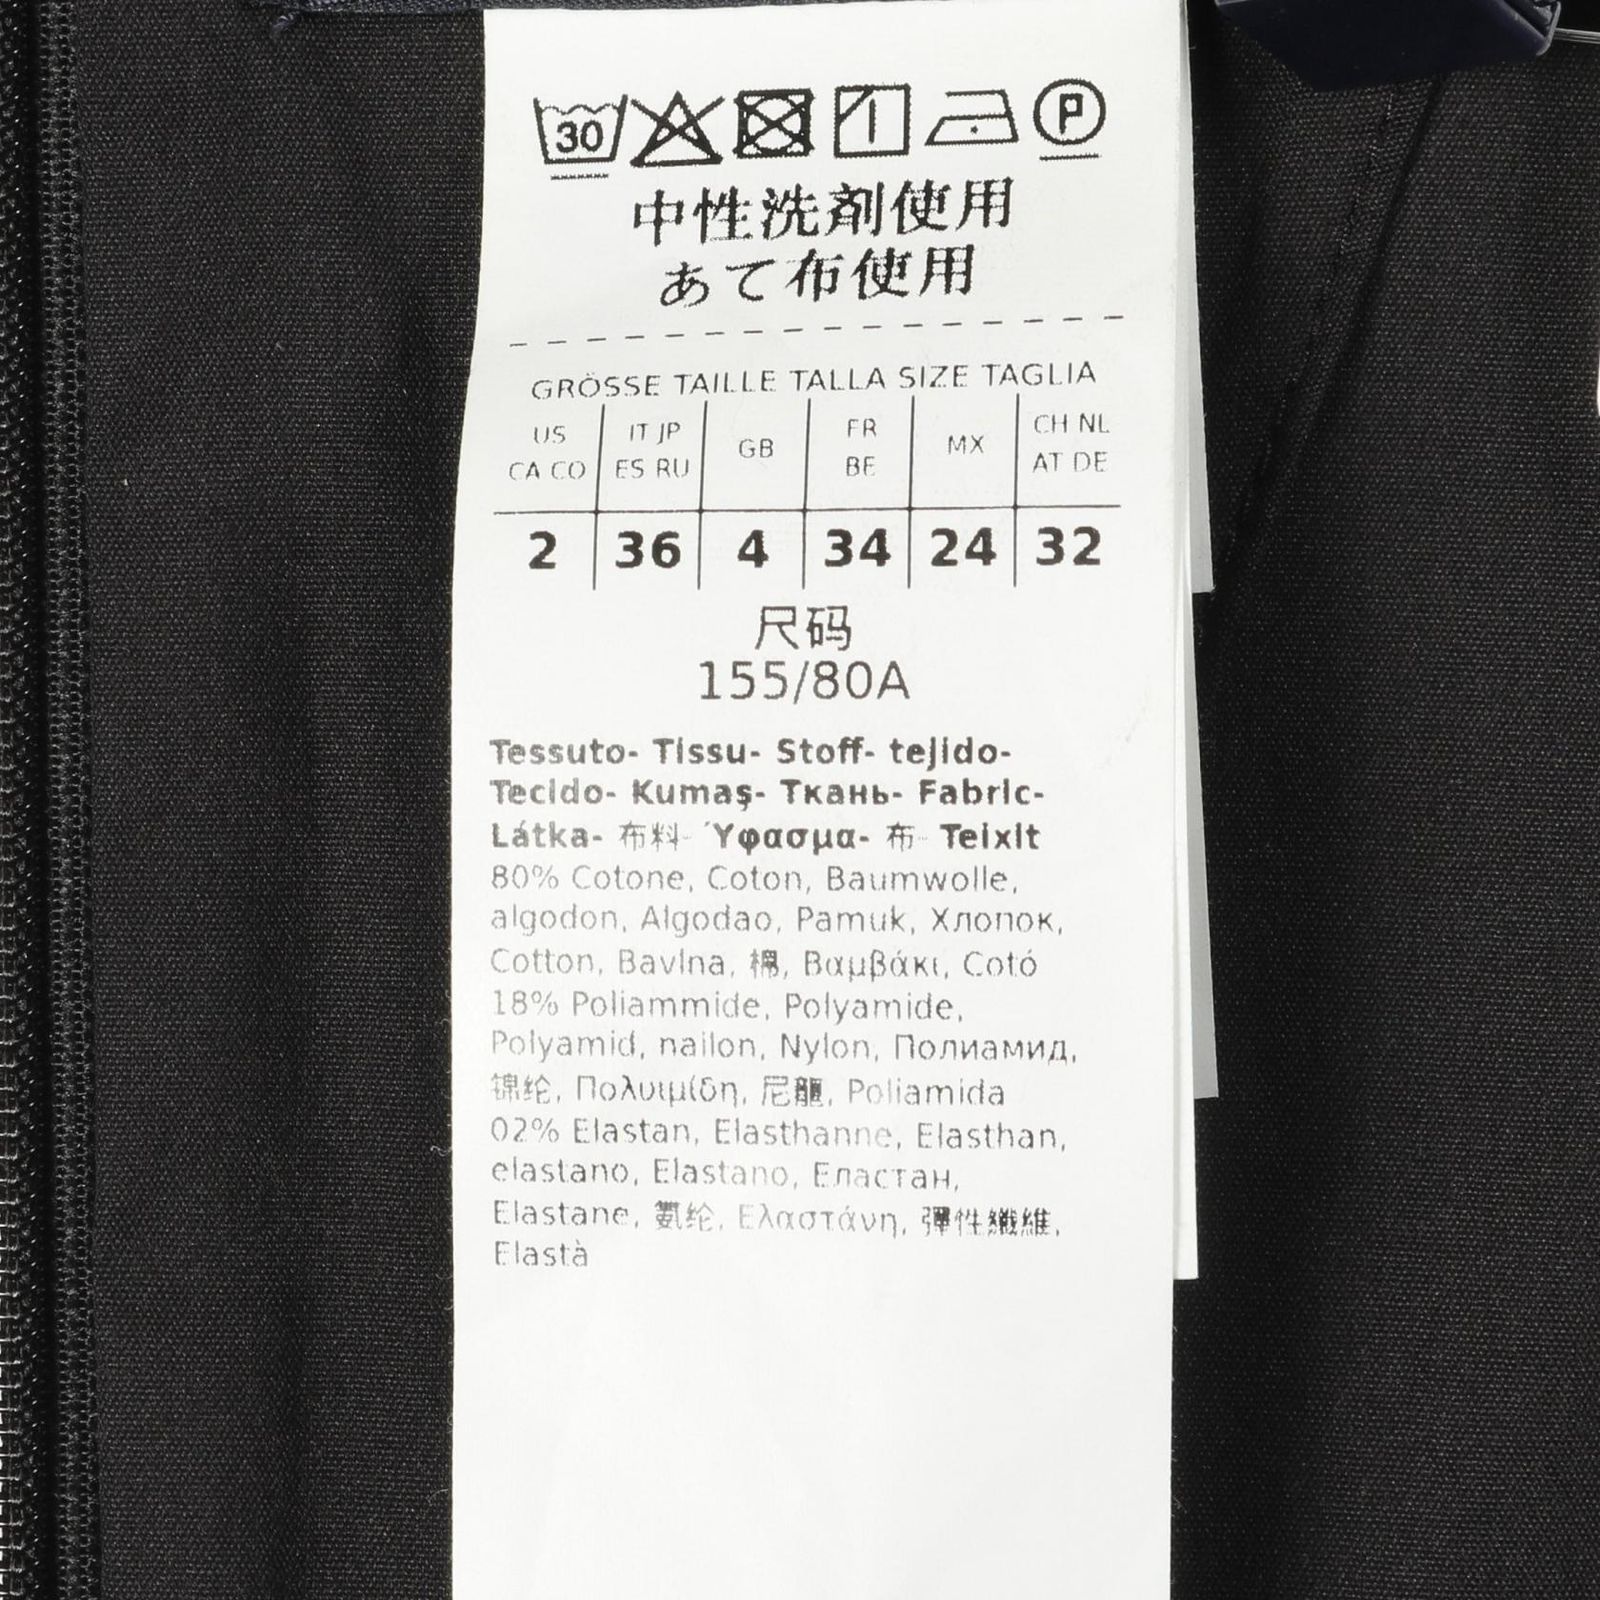 30 P
中性洗剤使用
あて布使用
GRÖSSE TAILLE TALLA SIZE TAGLIA
US CA CO IT JP ES RU GB FR BE MX CH NL AT DE
2 36 4 34 24 32
尺码
155/80A
Tessuto- Tissu- Stoff- tejido-
Tecido- Kumaş- Ткань- Fabric-
Látka- 布料- Ύφασμα- 布- Teixit
80% Cotone, Coton, Baumwolle,
algodon, Algodao, Pamuk, Хлопок,
Cotton, Bavlna, 棉, Βαμβάκι, Cotó
18% Poliammide, Polyamide,
Polyamid, nailon, Nylon, Полиамид,
锦纶, Πολυιμίδη, 尼龍, Poliamida
02% Elastan, Elasthanne, Elasthan,
elastano, Elastano, Еластан,
Elastane, 氨纶, Ελαστάνη, 彈性纖維,
Elastà